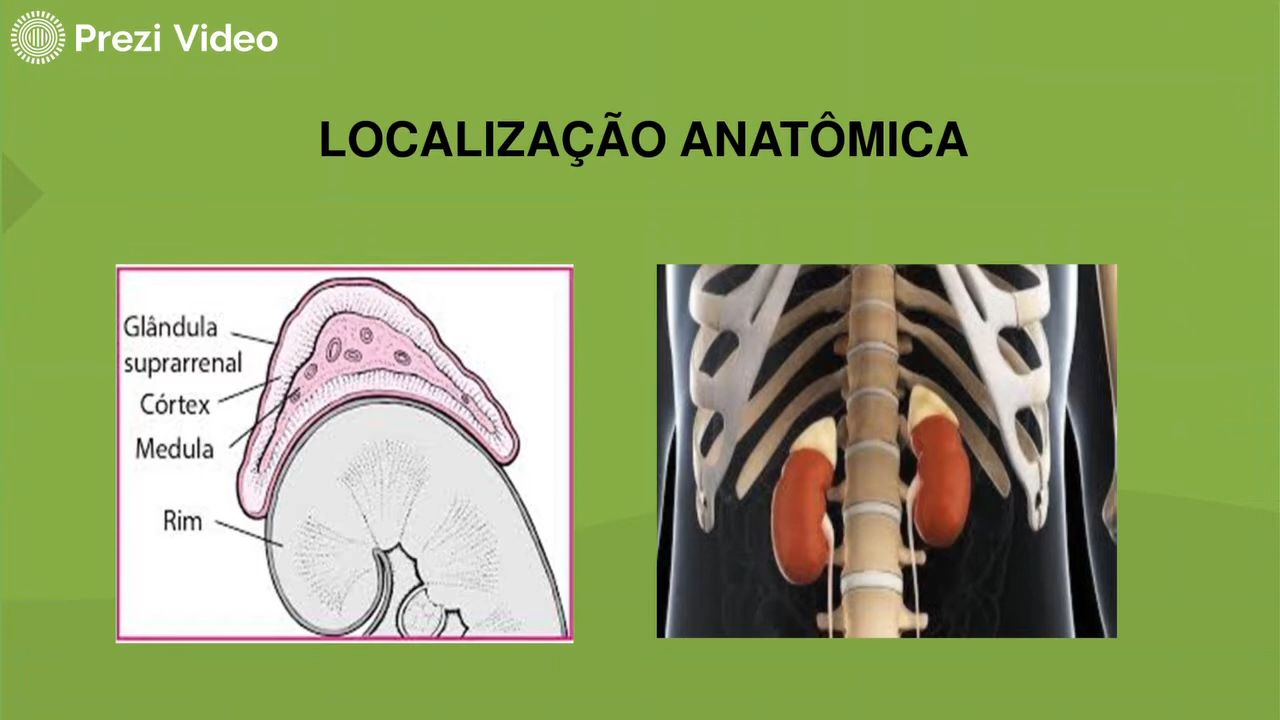 Prezi Video
LOCALIZAÇÃO ANATÔMICA
Glândula
suprarrenal
Córtex
Medula
Rim